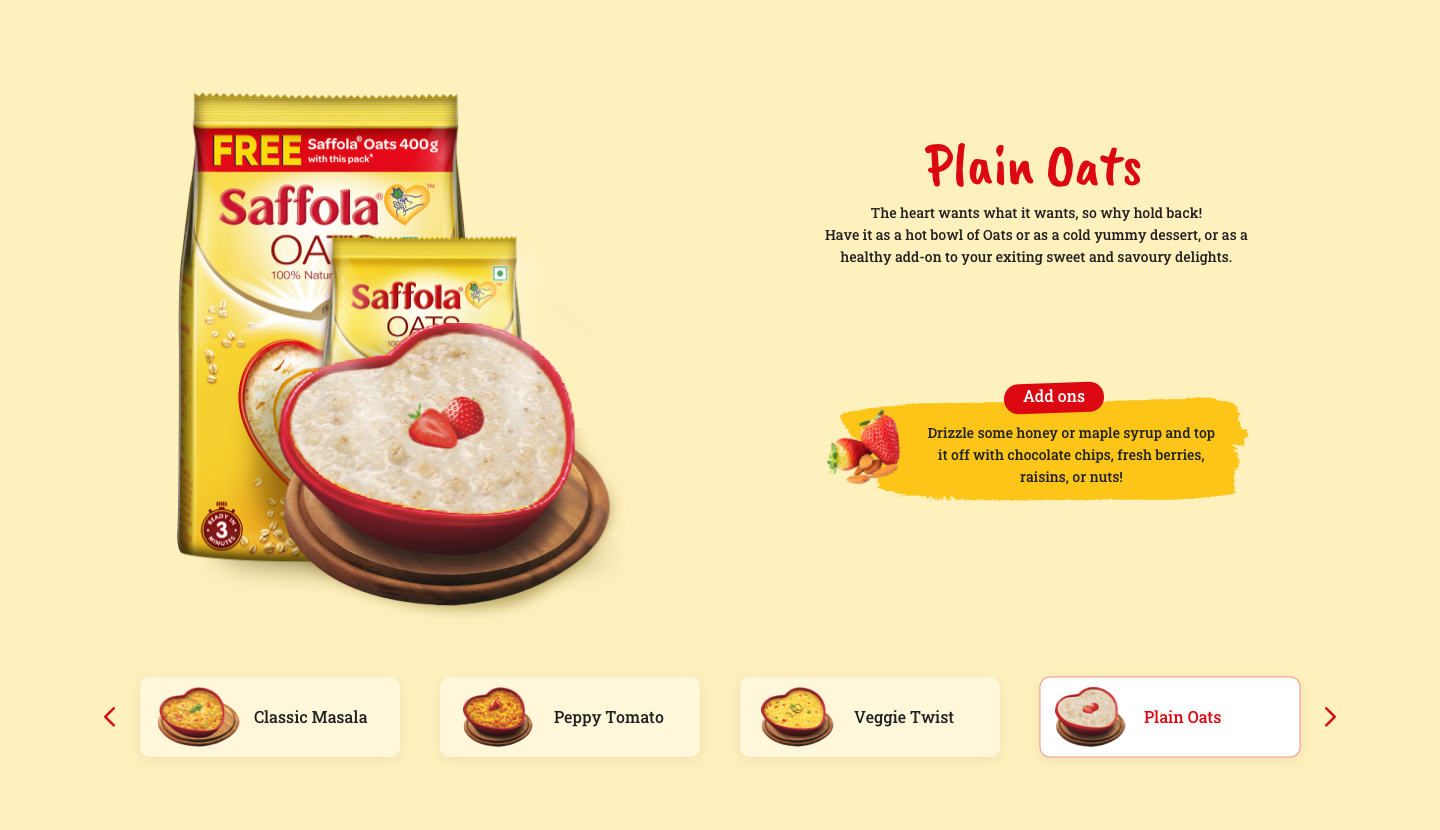 FREE Saffola® Oats 400g
with this pack*
Saffola®
™
OATS
100% Natur
Saffola®
™
OATS
READY IN
3
MINUTES
Plain Oats
The heart wants what it wants, so why hold back!
Have it as a hot bowl of Oats or as a cold yummy dessert, or as a
healthy add-on to your exiting sweet and savoury delights.
Add ons
Drizzle some honey or maple syrup and top
it off with chocolate chips, fresh berries,
raisins, or nuts!
Classic Masala
Peppy Tomato
Veggie Twist
Plain Oats